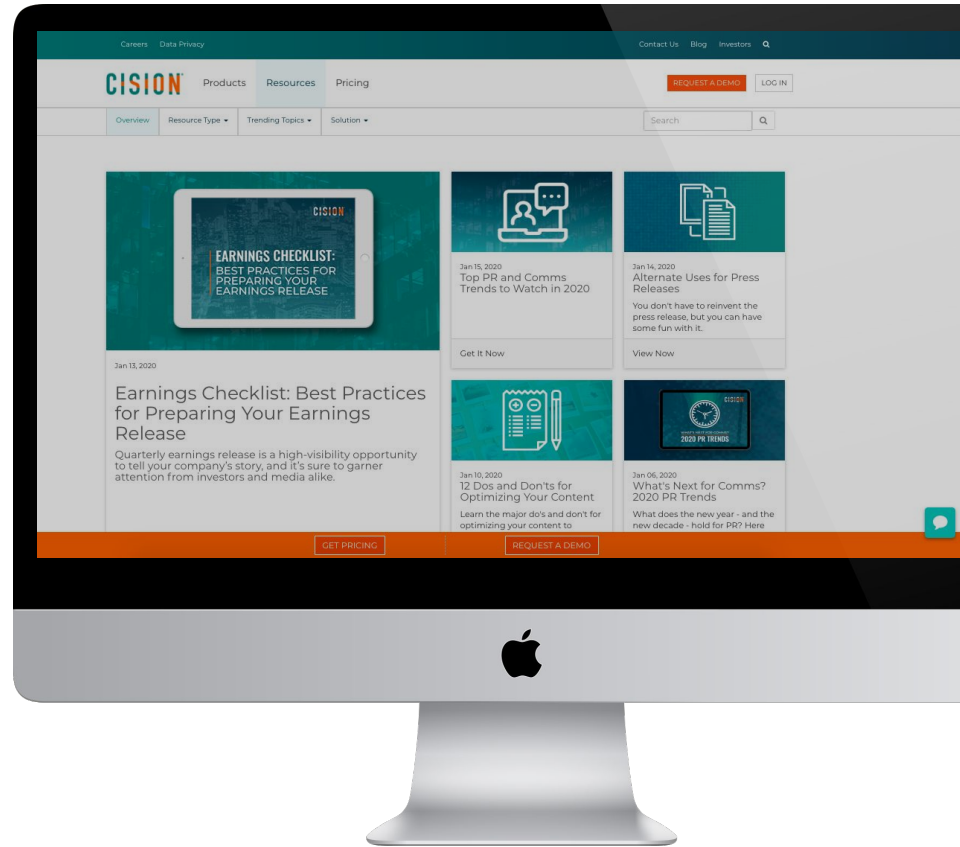 Careers Data Privacy
Contact Us Blog Investors
CISION
Products Resources Pricing
REQUEST A DEMO LOG IN
Overview Resource Type Trending Topics Solution
Search
CISION
EARNINGS CHECKLIST:
BEST PRACTICES FOR
PREPARING YOUR
EARNINGS RELEASE
Jan 13, 2020
Earnings Checklist: Best Practices
for Preparing Your Earnings
Release
Quarterly earnings release is a high-visibility opportunity
to tell your company's story, and it's sure to garner
attention from investors and media alike.
Jan 15, 2020
Top PR and Comms
Trends to Watch in 2020
Get It Now
Jan 14, 2020
Alternate Uses for Press
Releases
You don't have to reinvent the
press release, but you can have
some fun with it.
View Now
Jan 10, 2020
12 Dos and Don'ts for
Optimizing Your Content
Learn the major do's and don't for
optimizing your content to
CISION
WHAT'S NEXT FOR COMMS?
2020 PR TRENDS
Jan 06, 2020
What's Next for Comms?
2020 PR Trends
What does the new year - and the
new decade - hold for PR? Here
GET PRICING
REQUEST A DEMO